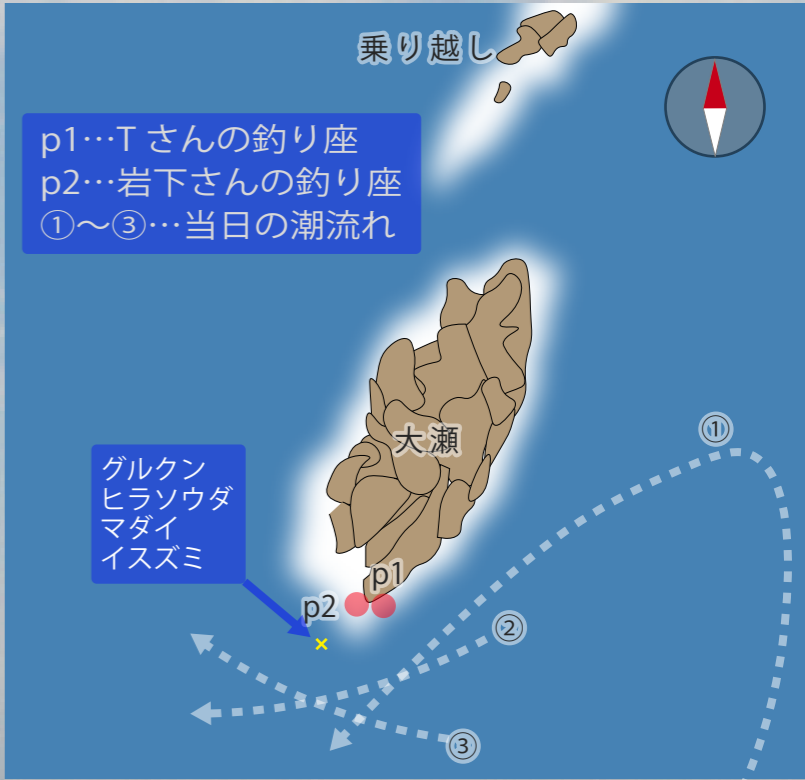 乗り越し
p1…Tさんの釣り座
p2…岩下さんの釣り座
①～③…当日の潮流れ
大瀬
①
グルクン
ヒラソウダ
マダイ
イスズミ
p1
p2
②
③